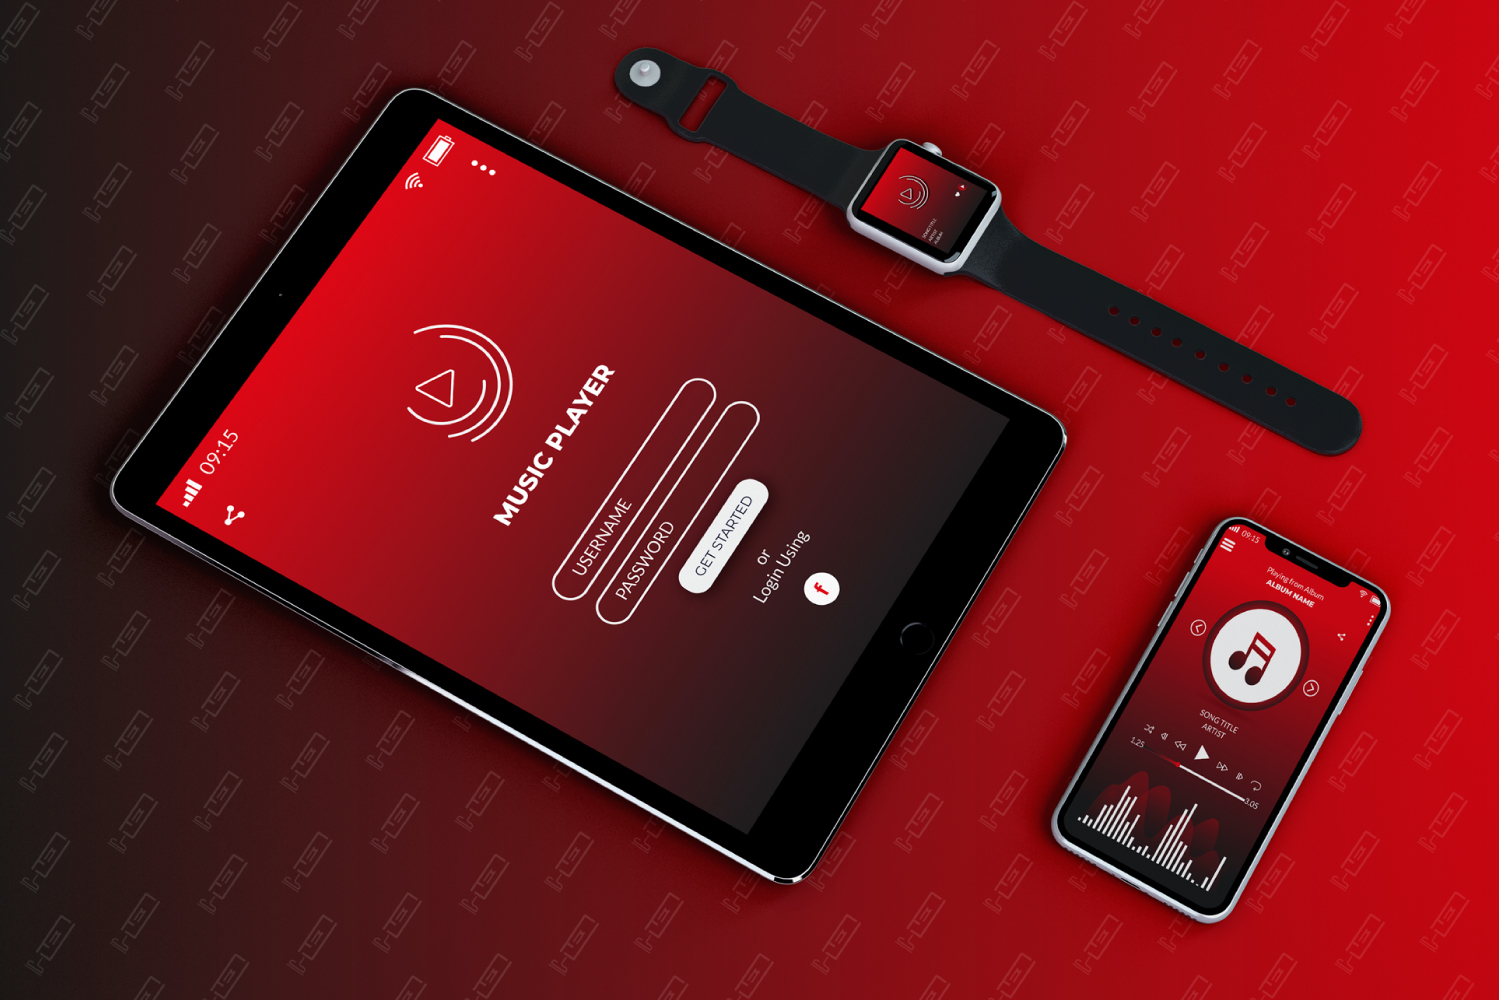 09:15
MUSIC PLAYER
USERNAME
PASSWORD
GET STARTED
or
Login Using
f
SONG TITLE
ARTIST
ALBUM
09:15
Playing from Album
ALBUM NAME
SONG TITLE
ARTIST
1.25
3.05